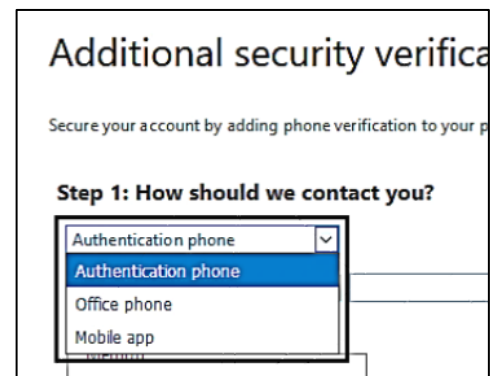 Additional security verifica
Secure your account by adding phone verification to your p
Step 1: How should we contact you?
Authentication phone
Authentication phone
Office phone
Mobile app